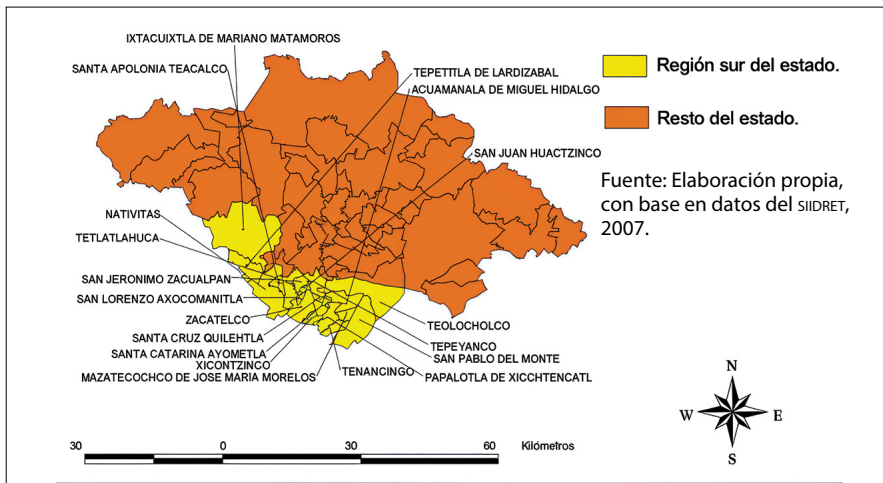 IXTACUIXTLA DE MARIANO MATAMOROS
SANTA APOLONIA TEACALCO
TEPETITLA DE LARDIZABAL
ACUAMANALA DE MIGUEL HIDALGO
SAN JUAN HUACTZINCO
NATIVITAS
TETLATLAHUCA
SAN JERONIMO ZACUALPAN
SAN LORENZO AXOCOMANITLA
ZACATELCO
SANTA CRUZ QUILEHTLA
SANTA CATARINA AYOMETLA
XICONTZINCO
MAZATECOCHCO DE JOSE MARIA MORELOS
TENANCINGO
TEOLOCHOLCO
TEPEYANCO
SAN PABLO DEL MONTE
PAPALOTLA DE XICCHTENCATL
Región sur del estado.
Resto del estado.
Fuente: Elaboración propia,
con base en datos del SIIDRET,
2007.
N
W E
S
30 0 30 60 Kilómetros